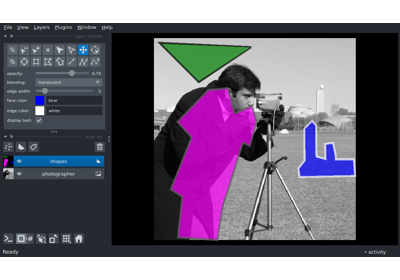 File View Layers Plugins Window Help
opacity: 0.70
blending: translucent
edge width: 5
face color: blue
edge color: white
display text:
shapes
photographer
Ready
activity